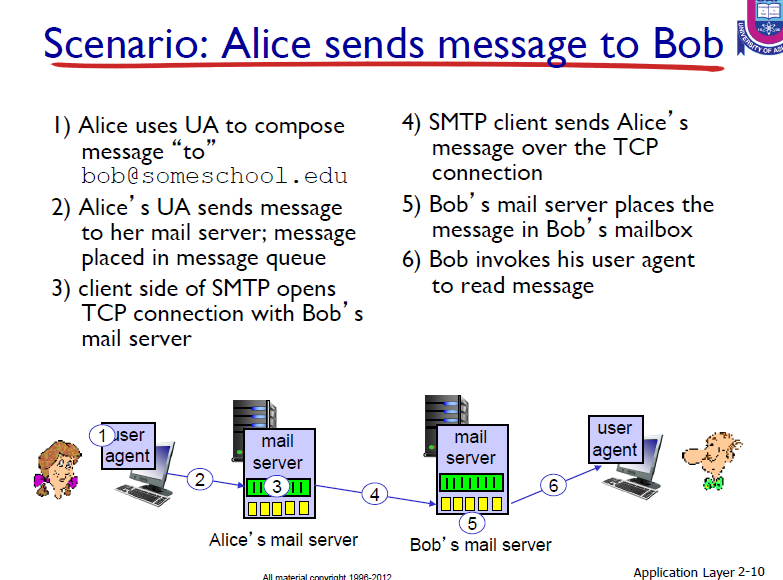 Scenario: Alice sends message to Bob
1) Alice uses UA to compose
message “to”
bob@someschool.edu
2) Alice’s UA sends message
to her mail server; message
placed in message queue
3) client side of SMTP opens
TCP connection with Bob’s
mail server
4) SMTP client sends Alice’s
message over the TCP
connection
5) Bob’s mail server places the
message in Bob’s mailbox
6) Bob invokes his user agent
to read message
1
user
agent
2
mail
server
3
4
mail
server
5
6
user
agent
Alice’s mail server
Bob’s mail server
All material copyright 1996-2012
Application Layer 2-10